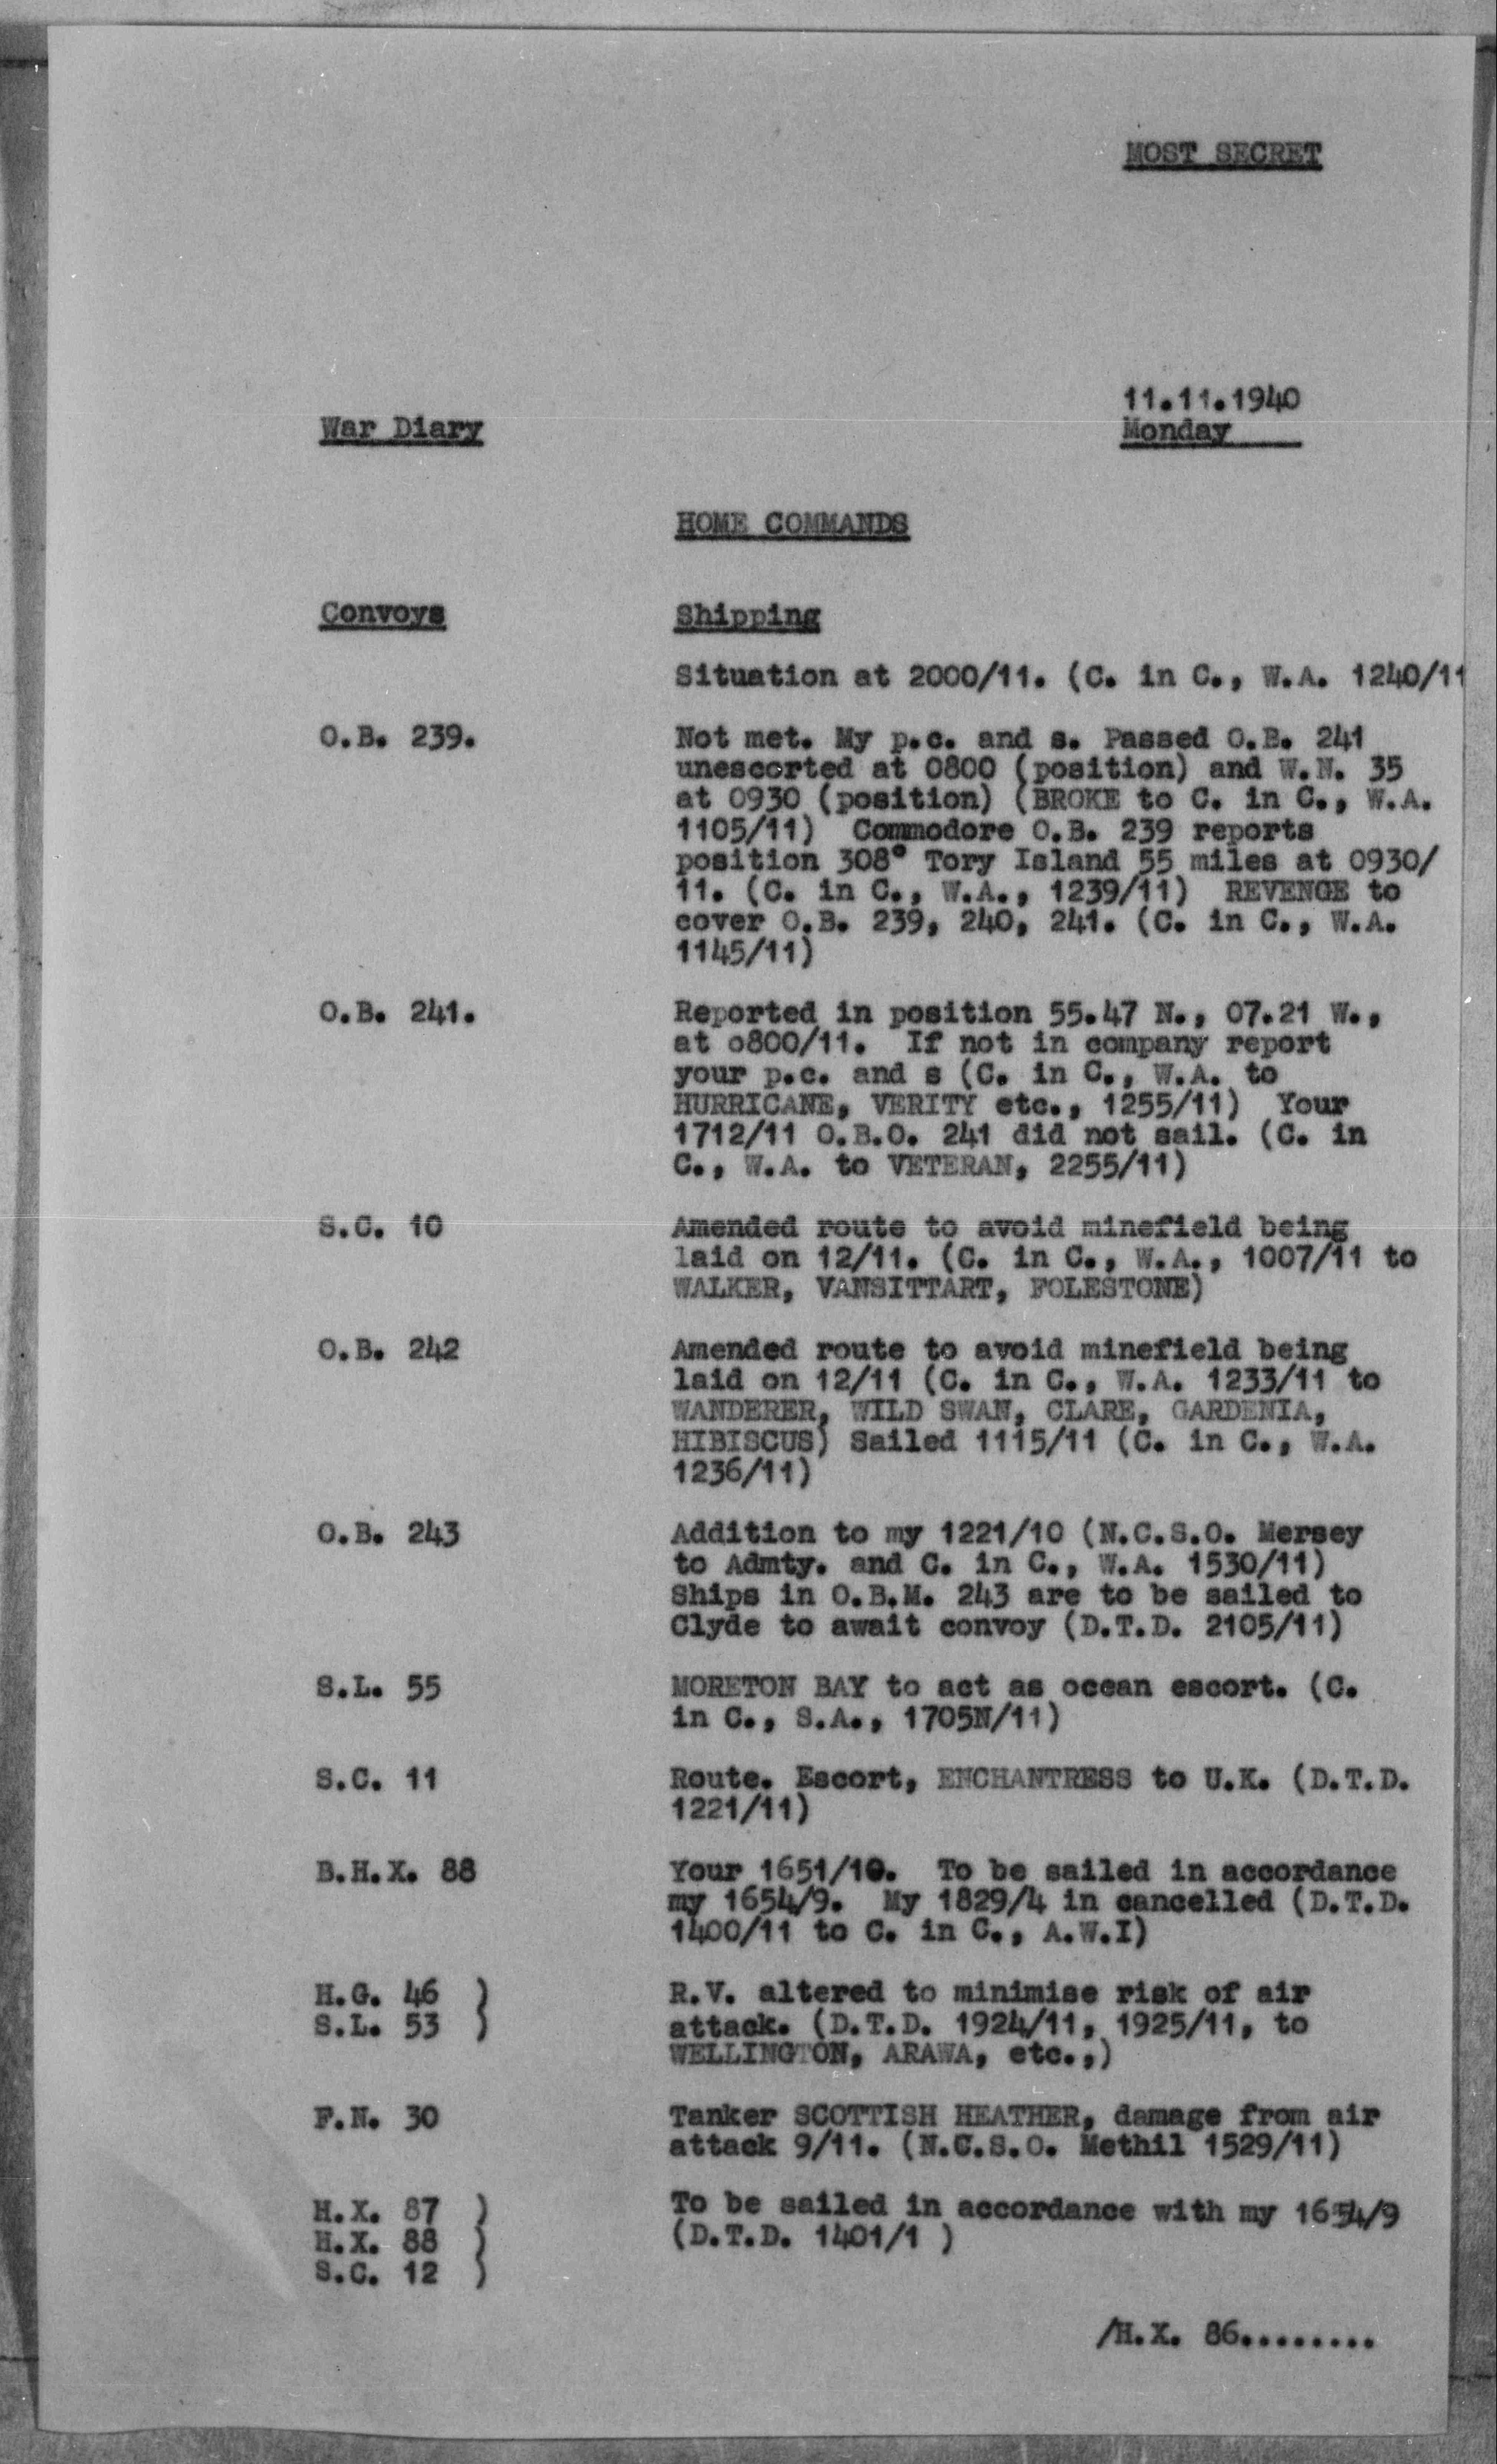 MOST SECRET
11.11.1940
War Diary
Monday
HOME COMMANDS
Convoys
Shipping
Situation at 2000/11. (C. in C., W.A. 1240/11
O.B. 239.
Not met. My p.c. and s. Passed O.B. 241
unescorted at 0800 (position) and W.N. 35
at 0930 (position) (BROKE to C. in C., W.A.
1105/11) Commodore O.B. 239 reports
position 308° Tory Island 55 miles at 0930/
11. (C. in C., W.A., 1239/11) REVENGE to
cover O.B. 239, 240, 241. (C. in C., W.A.
1145/11)
O.B. 241.
Reported in position 55.47 N., 07.21 W.,
at o800/11. If not in company report
your p.c. and s (C. in C., W.A. to
HURRICANE, VERITY etc., 1255/11) Your
1712/11 O.B.O. 241 did not sail. (C. in
C., W.A. to VETERAN, 2255/11)
S.C. 10
Amended route to avoid minefield being
laid on 12/11. (C. in C., W.A., 1007/11 to
WALKER, VANSITTART, FOLESTONE)
O.B. 242
Amended route to avoid minefield being
laid on 12/11 (C. in C., W.A. 1233/11 to
WANDERER, WILD SWAN, CLARE, GARDENIA,
HIBISCUS) Sailed 1115/11 (C. in C., W.A.
1236/11)
O.B. 243
Addition to my 1221/10 (N.C.S.O. Mersey
to Admty. and C. in C., W.A. 1530/11)
Ships in O.B.M. 243 are to be sailed to
Clyde to await convoy (D.T.D. 2105/11)
S.L. 55
MORETON BAY to act as ocean escort. (C.
in C., S.A., 1705N/11)
S.C. 11
Route. Escort, ENCHANTRESS to U.K. (D.T.D.
1221/11)
B.H.X. 88
Your 1651/10. To be sailed in accordance
my 1654/9. My 1829/4 in cancelled (D.T.D.
1400/11 to C. in C., A.W.I)
H.G. 46 )
S.L. 53 )
R.V. altered to minimise risk of air
attack. (D.T.D. 1924/11, 1925/11, to
WELLINGTON, ARAWA, etc.,)
F.N. 30
Tanker SCOTTISH HEATHER, damage from air
attack 9/11. (N.C.S.O. Methil 1529/11)
H.X. 87 )
H.X. 88 )
S.C. 12 )
To be sailed in accordance with my 1654/9
(D.T.D. 1401/1 )
/H.X. 86.........